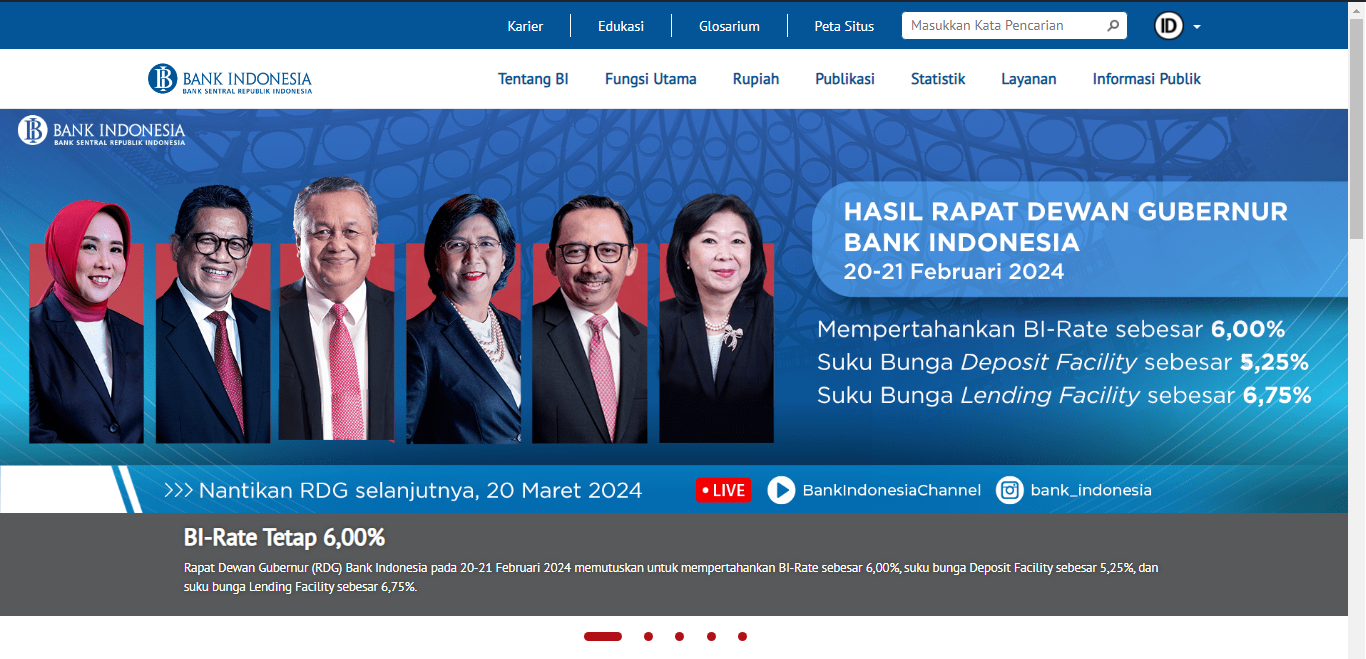 Karier
Edukasi
Glosarium
Peta Situs
Masukkan Kata Pencarian
ID
BANK INDONESIA
BANK SENTRAL REPUBLIK INDONESIA
Tentang BI
Fungsi Utama
Rupiah
Publikasi
Statistik
Layanan
Informasi Publik
BANK INDONESIA
BANK SENTRAL REPUBLIK INDONESIA
HASIL RAPAT DEWAN GUBERNUR
BANK INDONESIA
20-21 Februari 2024
Mempertahankan BI-Rate sebesar 6,00%
Suku Bunga Deposit Facility sebesar 5,25%
Suku Bunga Lending Facility sebesar 6,75%
>>> Nantikan RDG selanjutnya, 20 Maret 2024
• LIVE
BankIndonesiaChannel
bank_indonesia
BI-Rate Tetap 6,00%
Rapat Dewan Gubernur (RDG) Bank Indonesia pada 20-21 Februari 2024 memutuskan untuk mempertahankan BI-Rate sebesar 6,00%, suku bunga Deposit Facility sebesar 5,25%, dan
suku bunga Lending Facility sebesar 6,75%.